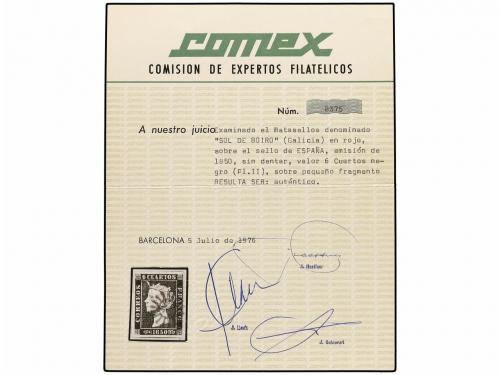 comex
COMISION DE EXPERTOS FILATELICOS
Núm. 2375
A nuestro juicio Examinado el Matasellos denominado
"SOL DE BOIRO" (Galicia) en rojo,
sobre el sello de ESPAÑA, emisión de
1850, sin dentar, valor 6 Cuartos ne-
gro (Pl.II), sobre pequeño fragmento
RESULTA SER: auténtico.
BARCELONA 5 Julio de 1976
6 CUARTOS
CORREOS
FRANCO
1850
A.
A.
J.